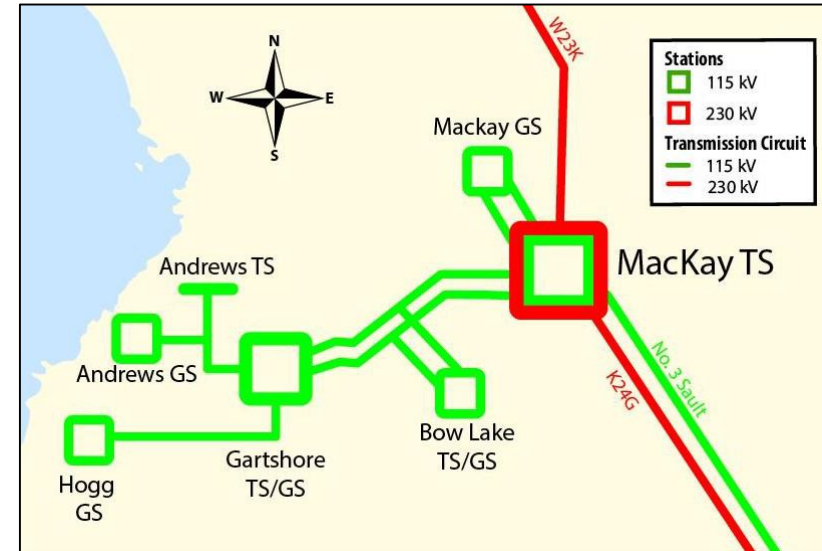 W23K
N
W
E
S
Stations
115 kV
230 kV
Transmission Circuit
115 kV
230 kV
Mackay GS
MacKay TS
Andrews TS
Andrews GS
No. 3 Sault
K24G
Bow Lake
TS/GS
Gartshore
TS/GS
Hogg
GS